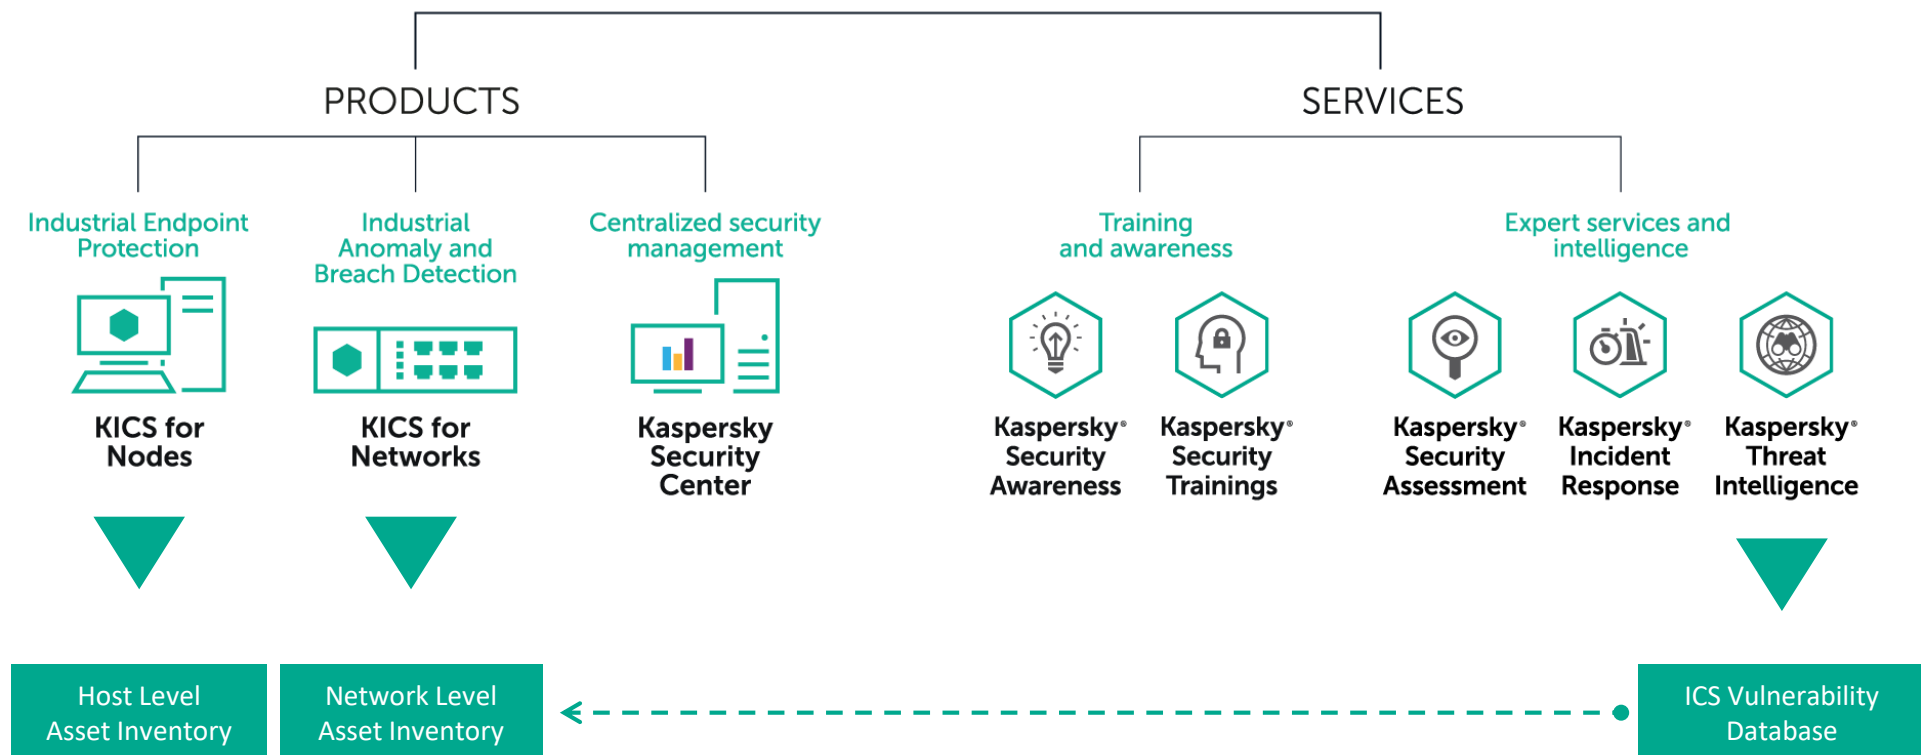 PRODUCTS
SERVICES
Industrial Endpoint
Protection
Industrial
Anomaly and
Breach Detection
Centralized security
management
Training
and awareness
Expert services and
intelligence
KICS for
Nodes
KICS for
Networks
Kaspersky
Security
Center
Kaspersky®
Security
Awareness
Kaspersky®
Security
Trainings
Kaspersky®
Security
Assessment
Kaspersky®
Incident
Response
Kaspersky®
Threat
Intelligence
Host Level
Asset Inventory
Network Level
Asset Inventory
ICS Vulnerability
Database